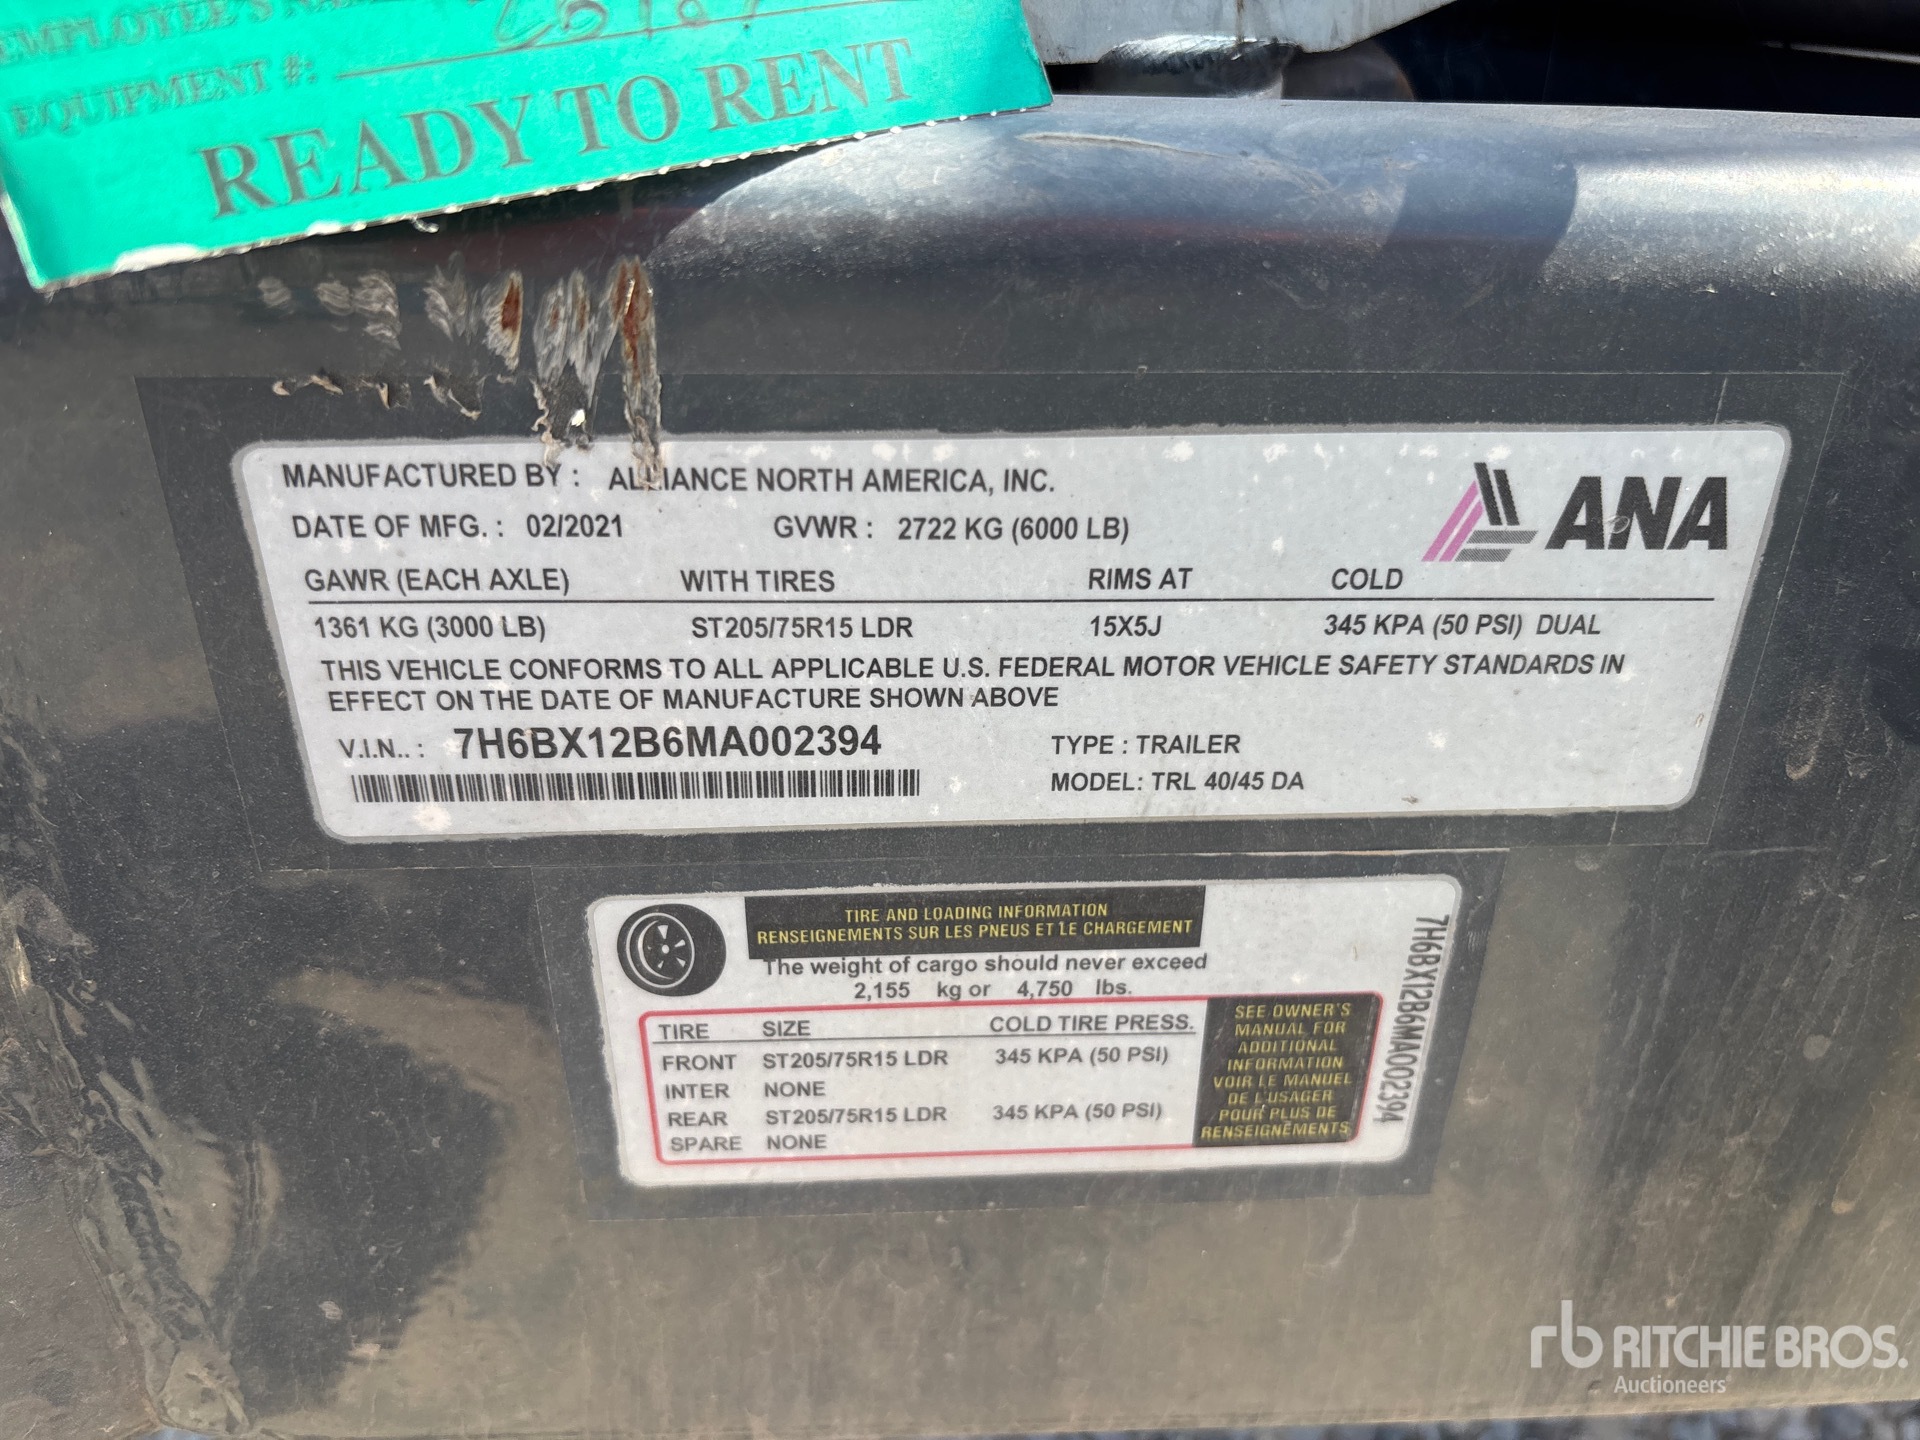 EMPLOYEE'S
EQUIPMENT #:
READY TO RENT
MANUFACTURED BY : ALLIANCE NORTH AMERICA, INC.
DATE OF MFG. : 02/2021 GVWR : 2722 KG (6000 LB)
ANA
GAWR (EACH AXLE) WITH TIRES RIMS AT COLD
1361 KG (3000 LB) ST205/75R15 LDR 15X5J 345 KPA (50 PSI) DUAL
THIS VEHICLE CONFORMS TO ALL APPLICABLE U.S. FEDERAL MOTOR VEHICLE SAFETY STANDARDS IN
EFFECT ON THE DATE OF MANUFACTURE SHOWN ABOVE
V.I.N.. : 7H6BX12B6MA002394 TYPE : TRAILER
MODEL: TRL 40/45 DA
TIRE AND LOADING INFORMATION
RENSEIGNEMENTS SUR LES PNEUS ET LE CHARGEMENT
The weight of cargo should never exceed
2,155 kg or 4,750 lbs.
TIRE SIZE COLD TIRE PRESS.
FRONT ST205/75R15 LDR 345 KPA (50 PSI)
INTER NONE
REAR ST205/75R15 LDR 345 KPA (50 PSI)
SPARE NONE
SEE OWNER'S
MANUAL FOR
ADDITIONAL
INFORMATION
VOIR LE MANUEL
DE L'USAGER
POUR PLUS DE
RENSEIGNEMENTS
7H6BX12B6MA002394
rb RITCHIE BROS.
Auctioneers